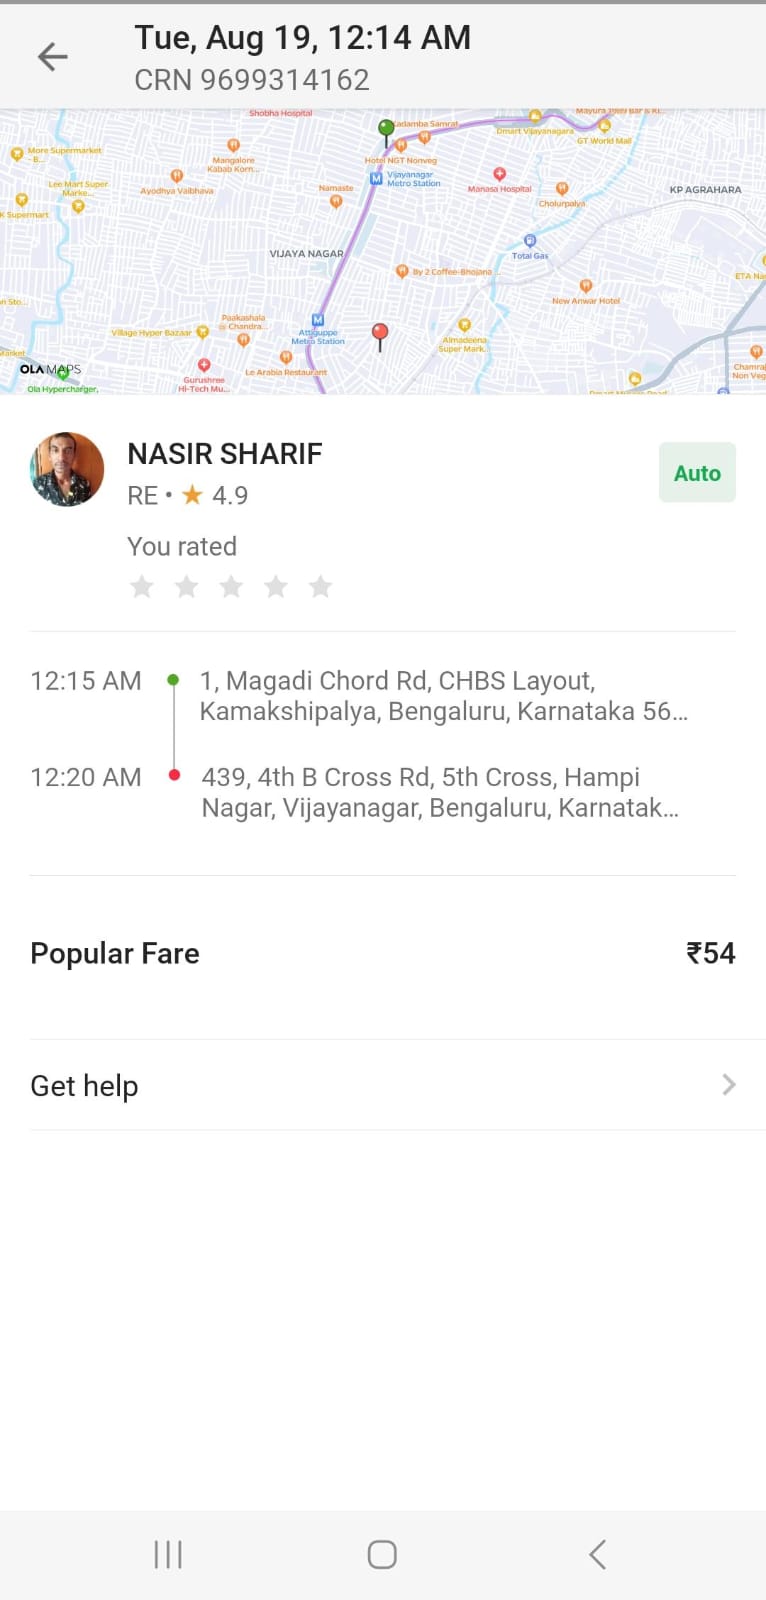 Tue, Aug 19, 12:14 AM
CRN 9699314162
Shobha Hospital
Kadamba Samrat
Mayura
Dmart Vijayanagara
GT World Mall
More Supermarket
- B...
Mangalore
Kabab Korn...
Hotel NGT Nonveg
Vijayanagar
Metro Station
Lee Mart Super
Marke...
Ayodhya Vaibhava
Namaste
Manasa Hospital
KP AGRAHARA
Cholurpalya
K Supermart
VIJAYA NAGAR
Total Gas
By 2 Coffee-Bhojana...
ETA Na
n Sto...
New Anwar Hotel
Paakashala
Chandra...
Village Hyper Bazaar
Attiguppe
Metro Station
Almadeena
Super Mark...
Market
OLA MAPS
Le Arabia Restaurant
Chamraj
Non Veg
Gurushree
Hi-Tech Mu...
Ola Hypercharger,
NASIR SHARIF
RE • ★ 4.9
Auto
You rated
12:15 AM
1, Magadi Chord Rd, CHBS Layout,
Kamakshipalya, Bengaluru, Karnataka 56...
12:20 AM
439, 4th B Cross Rd, 5th Cross, Hampi
Nagar, Vijayanagar, Bengaluru, Karnatak...
Popular Fare
₹54
Get help